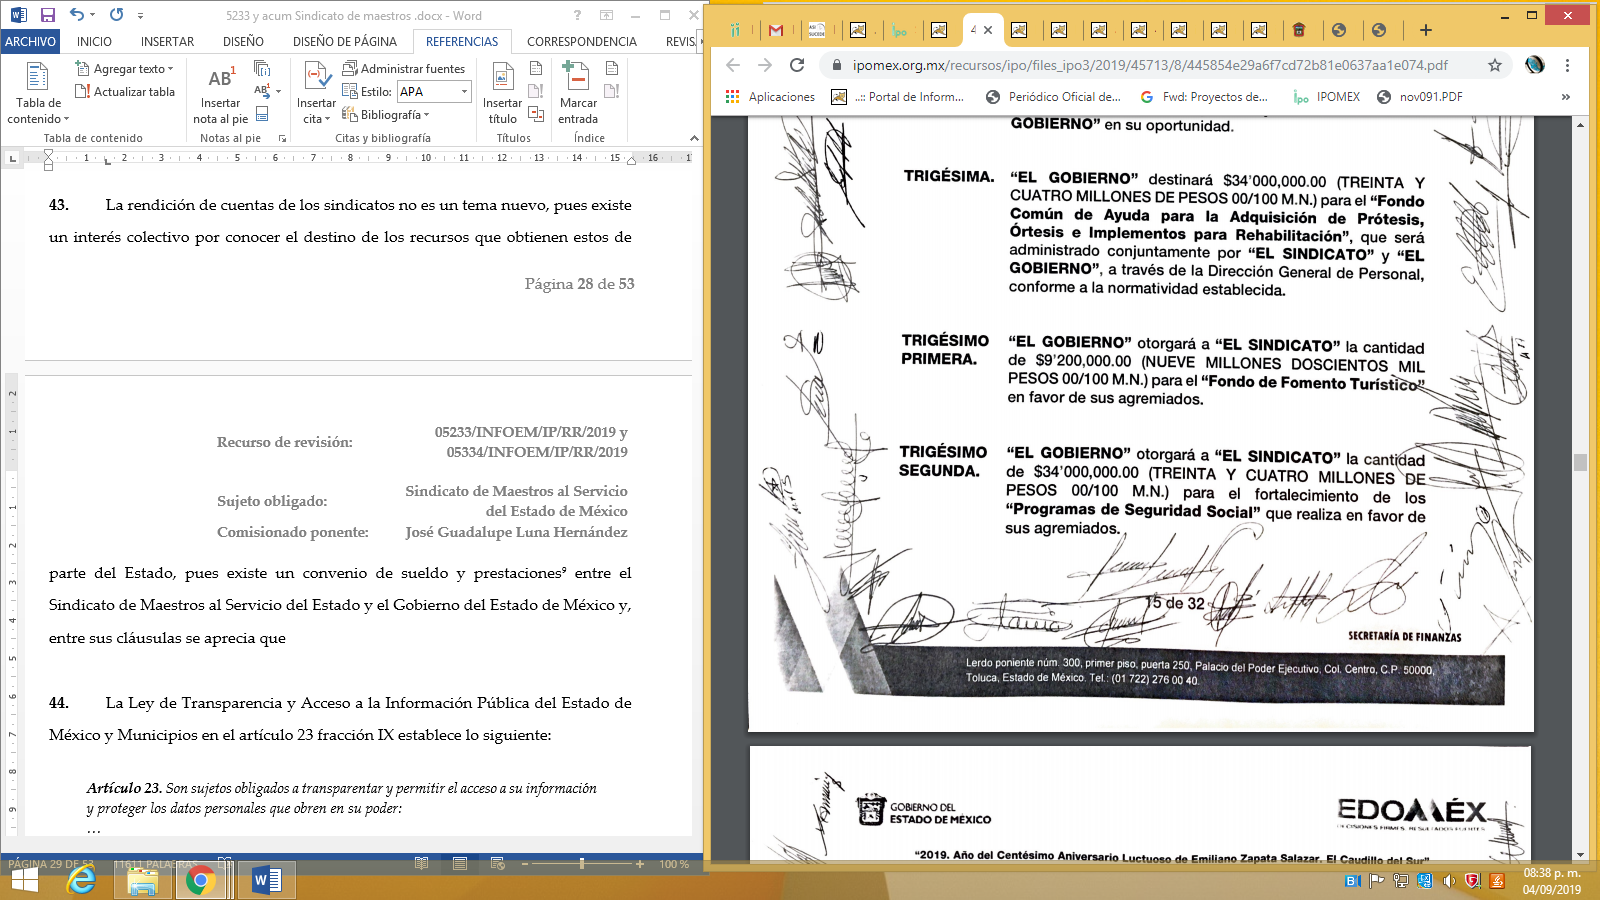 5233 y acum Sindicato de maestros .docx - Word
ARCHIVO INICIO INSERTAR DISEÑO DISEÑO DE PÁGINA REFERENCIAS CORRESPONDENCIA REVIS.
Tabla de contenido
Agregar texto
Actualizar tabla
Tabla de contenido
AB¹
Insertar nota al pie
AB
Notas al pie
Insertar cita
Administrar fuentes
Estilo: APA
Bibliografía
Citas y bibliografía
Insertar título
Títulos
Marcar entrada
Índice
43. La rendición de cuentas de los sindicatos no es un tema nuevo, pues existe
un interés colectivo por conocer el destino de los recursos que obtienen estos de
Página 28 de 53
Recurso de revisión: 05233/INFOEM/IP/RR/2019 y
05334/INFOEM/IP/RR/2019
Sujeto obligado: Sindicato de Maestros al Servicio
del Estado de México
Comisionado ponente: José Guadalupe Luna Hernández
parte del Estado, pues existe un convenio de sueldo y prestaciones⁹ entre el
Sindicato de Maestros al Servicio del Estado y el Gobierno del Estado de México y,
entre sus cláusulas se aprecia que
44. La Ley de Transparencia y Acceso a la Información Pública del Estado de
México y Municipios en el artículo 23 fracción IX establece lo siguiente:
Artículo 23. Son sujetos obligados a transparentar y permitir el acceso a su información
y proteger los datos personales que obren en su poder:
...
PÁGINA 29 DE 53 11611 PALABRAS 100 %
ipomex.org.mx/recursos/ipo/files_ipo3/2019/45713/8/445854e29a6f7cd72b81e0637aa1e074.pdf
Aplicaciones ..:: Portal de Inform... Periódico Oficial de... Fwd: Proyectos de... IPOMEX nov091.PDF »
GOBIERNO” en su oportunidad.
TRIGÉSIMA. “EL GOBIERNO” destinará $34’000,000.00 (TREINTA Y
CUATRO MILLONES DE PESOS 00/100 M.N.) para el “Fondo
Común de Ayuda para la Adquisición de Prótesis,
Órtesis e Implementos para Rehabilitación”, que será
administrado conjuntamente por “EL SINDICATO” y “EL
GOBIERNO”, a través de la Dirección General de Personal,
conforme a la normatividad establecida.
TRIGÉSIMO PRIMERA. “EL GOBIERNO” otorgará a “EL SINDICATO” la cantidad
de $9’200,000.00 (NUEVE MILLONES DOSCIENTOS MIL
PESOS 00/100 M.N.) para el “Fondo de Fomento Turístico”
en favor de sus agremiados.
TRIGÉSIMO SEGUNDA. “EL GOBIERNO” otorgará a “EL SINDICATO” la cantidad
de $34’000,000.00 (TREINTA Y CUATRO MILLONES DE
PESOS 00/100 M.N.) para el fortalecimiento de los
“Programas de Seguridad Social” que realiza en favor de
sus agremiados.
15 de 32
SECRETARÍA DE FINANZAS
Lerdo poniente núm. 300, primer piso, puerta 250, Palacio del Poder Ejecutivo, Col. Centro, C.P. 50000,
Toluca, Estado de México. Tel.: (01 722) 276 00 40.
GOBIERNO DEL
ESTADO DE MÉXICO
EDOMÉX
DECISIONES FIRMES, RESULTADOS FUERTES
“2019. Año del Centésimo Aniversario Luctuoso de Emiliano Zapata Salazar. El Caudillo del Sur”
08:38 p. m.
04/09/2019